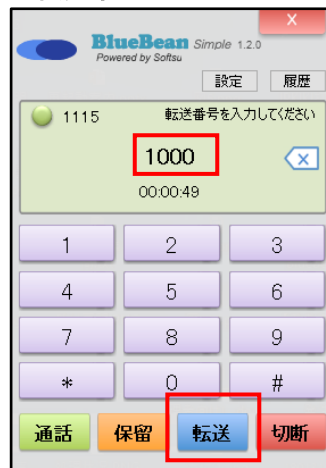 X
BlueBean Simple 1.2.0
Powered by Softsu
設定 履歴
1115 転送番号を入力してください
1000
00:00:49
1 2 3
4 5 6
7 8 9
* 0 #
通話 保留 転送 切断